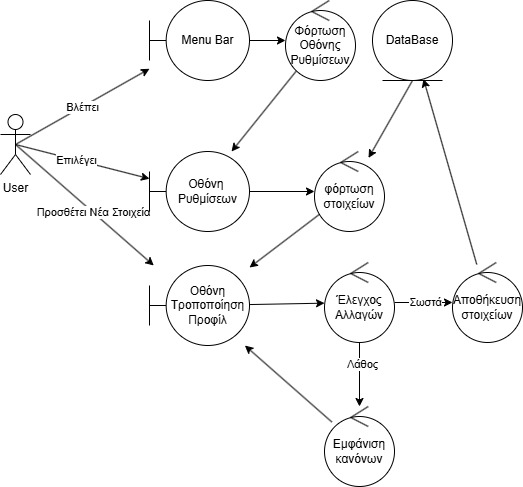 Menu Bar
Φόρτωση
Οθόνης
Ρυθμίσεων
DataBase
Βλέπει
User
Επιλέγει
Οθόνη
Ρυθμίσεων
φόρτωση
στοιχείων
Προσθέτει Νέα Στοιχεία
Οθόνη
Τροποποίηση
Προφίλ
Έλεγχος
Αλλαγών
Σωστά
Αποθήκευση
στοιχείων
Λάθος
Εμφάνιση
κανόνων